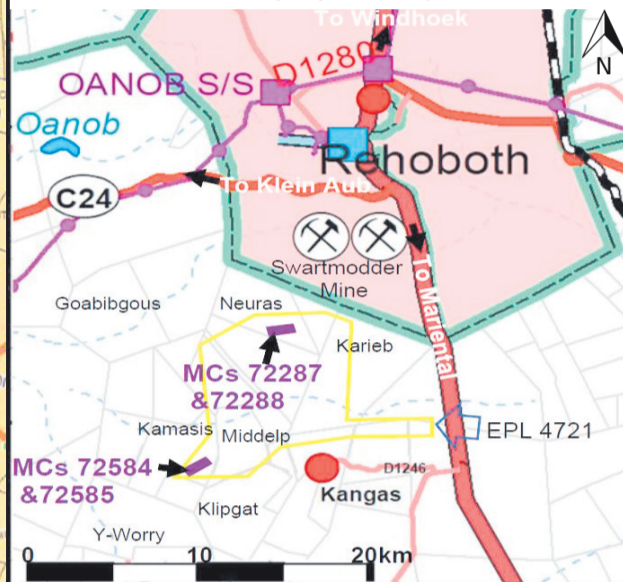 To Windhoek
N
D1280
OANOB S/S
Oanob
Rehoboth
C24
To Klein Aub.
Swartmodder
Mine
To Mariental
Goabibgous
Neuras
Karieb
MCs 72287
&72288
Kamasis
Middelp
EPL 4721
MCs 72584
&72585
D1246
Kangas
Klipgat
Y-Worry
0
10
20km